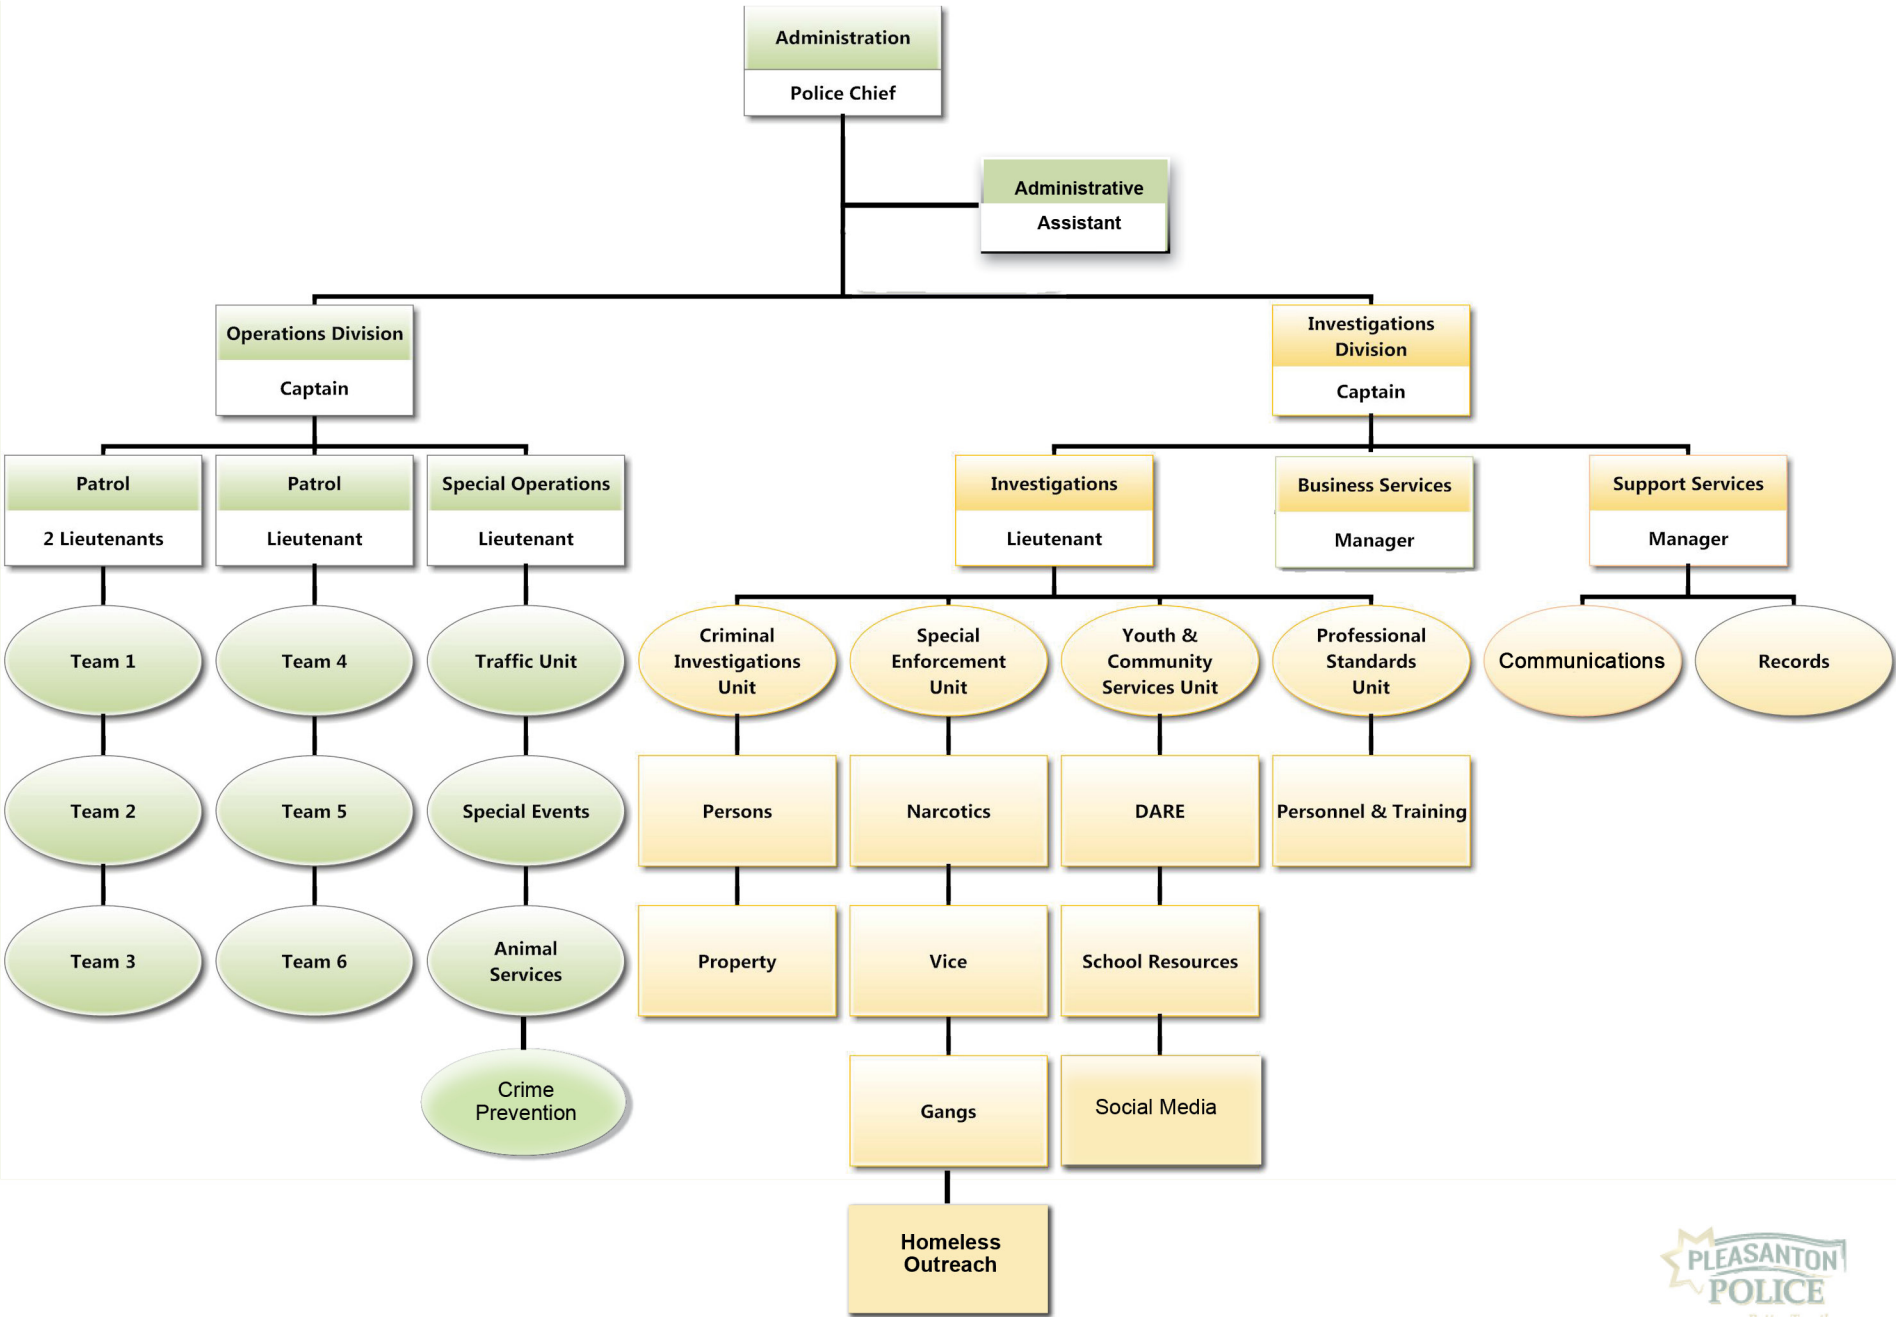 Administration
Police Chief
Administrative
Assistant
Operations Division
Captain
Investigations
Division
Captain
Patrol
2 Lieutenants
Patrol
Lieutenant
Special Operations
Lieutenant
Investigations
Lieutenant
Business Services
Manager
Support Services
Manager
Team 1
Team 4
Traffic Unit
Criminal
Investigations
Unit
Special
Enforcement
Unit
Youth &
Community
Services Unit
Professional
Standards
Unit
Communications
Records
Team 2
Team 5
Special Events
Persons
Narcotics
DARE
Personnel & Training
Team 3
Team 6
Animal
Services
Property
Vice
School Resources
Crime
Prevention
Gangs
Social Media
Homeless
Outreach
PLEASANTON
POLICE